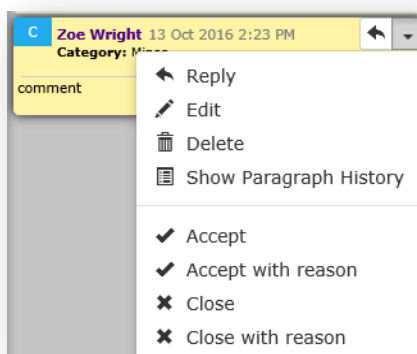 C Zoe Wright 13 Oct 2016 2:23 PM
Category: Minor
comment
Reply
Edit
Delete
Show Paragraph History
Accept
Accept with reason
Close
Close with reason